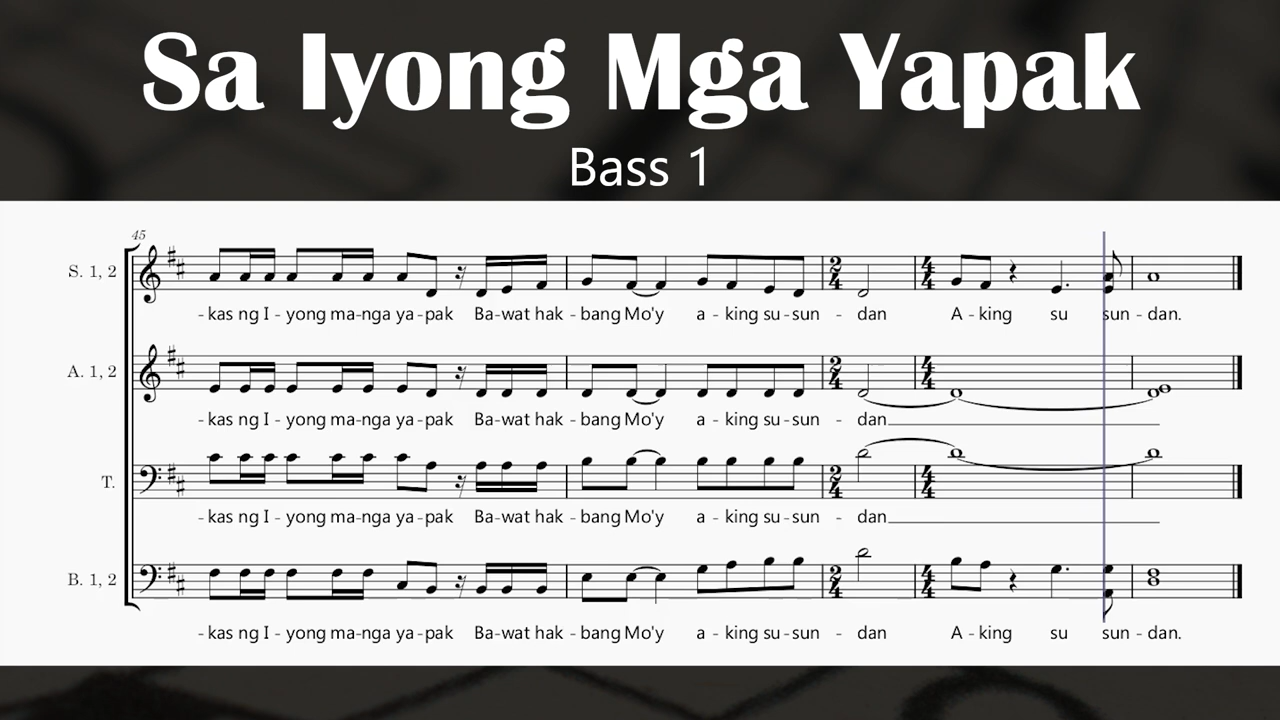 Sa Iyong Mga Yapak
Bass 1
45
S. 1, 2
- kas ng I - yong ma-nga ya-pak Ba-wat hak - bang Mo'y a - king su-sun - dan A - king su sun - dan.
A. 1, 2
- kas ng I - yong ma-nga ya-pak Ba-wat hak - bang Mo'y a - king su-sun - dan
T.
- kas ng I - yong ma-nga ya-pak Ba-wat hak - bang Mo'y a - king su-sun - dan
B. 1, 2
- kas ng I - yong ma-nga ya-pak Ba-wat hak - bang Mo'y a - king su-sun - dan A - king su sun - dan.